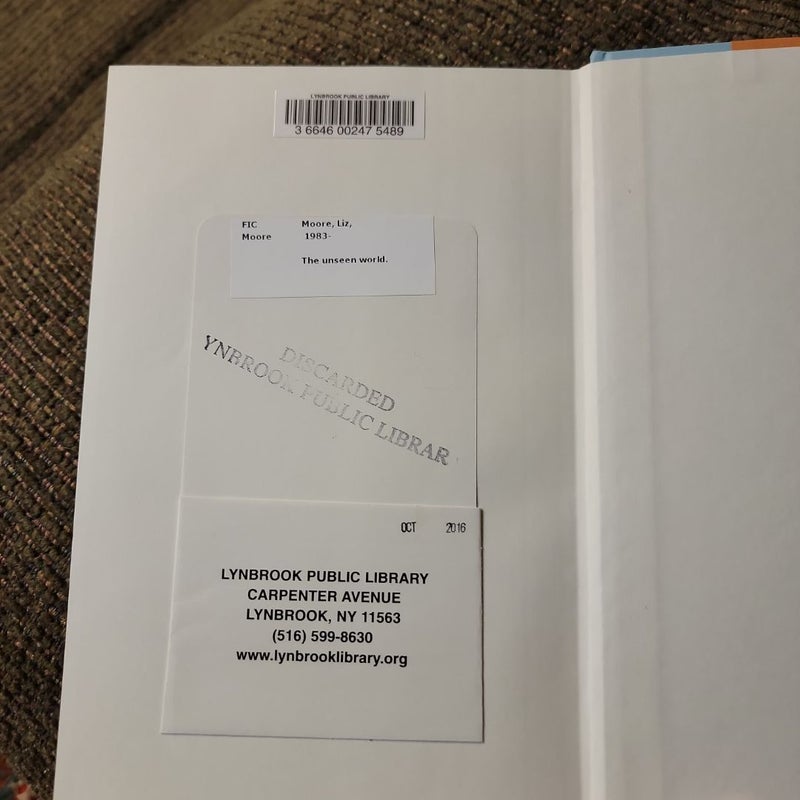 LYNBROOK PUBLIC LIBRARY
3 6646 00247 5489
FIC Moore, Liz,
Moore 1983-
The unseen world.
DISCARDED
YNBROOK PUBLIC LIBRAR
OCT 2016
LYNBROOK PUBLIC LIBRARY
CARPENTER AVENUE
LYNBROOK, NY 11563
(516) 599-8630
www.lynbrooklibrary.org